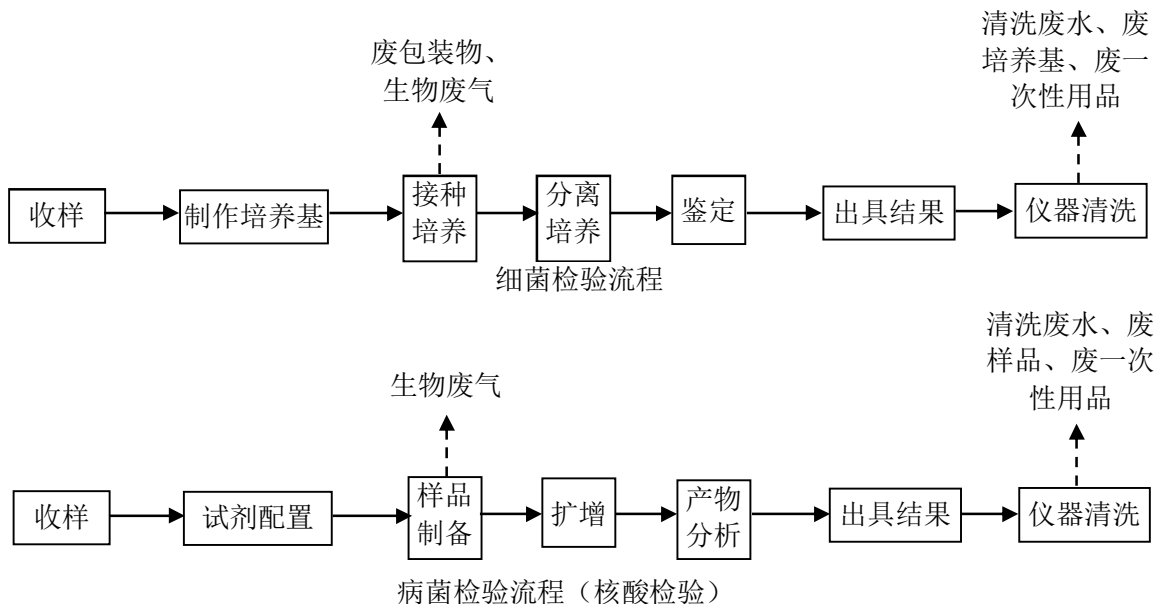 清洗废水、废
培养基、废一
次性用品
废包装物、
生物废气
收样
制作培养基
接种
培养
分离
培养
鉴定
出具结果
仪器清洗
细菌检验流程
清洗废水、废
样品、废一次
性用品
生物废气
收样
试剂配置
样品
制备
扩增
产物
分析
出具结果
仪器清洗
病菌检验流程（核酸检验）